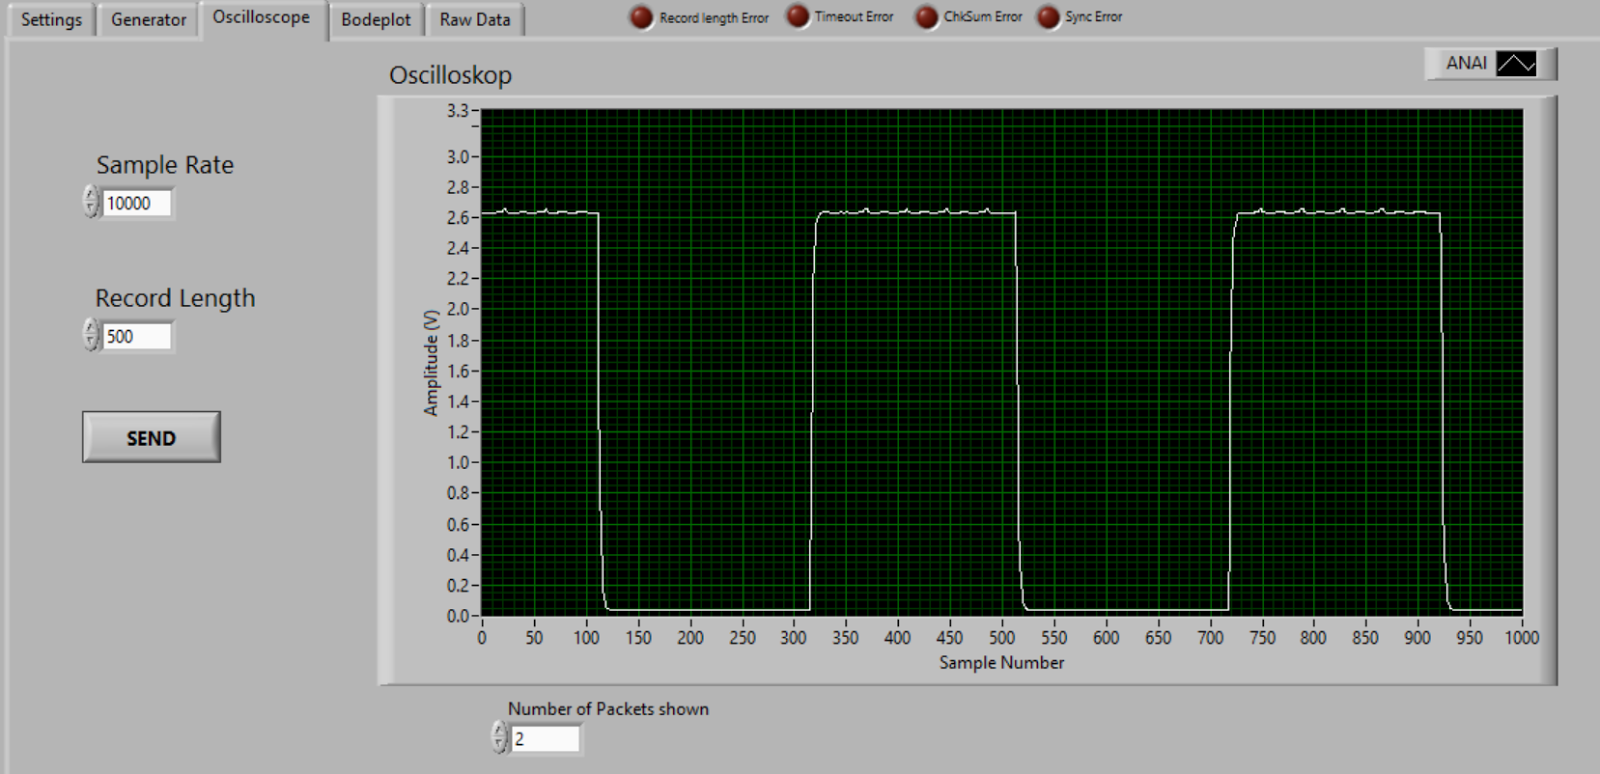 Settings Generator Oscilloscope Bodeplot Raw Data Record length Error Timeout Error ChkSum Error Sync Error
ANAI
Oscilloskop
Sample Rate
10000
Record Length
500
SEND
Amplitude (V)
3.3
3.0
2.8
2.6
2.4
2.2
2.0
1.8
1.6
1.4
1.2
1.0
0.8
0.6
0.4
0.2
0.0
0 50 100 150 200 250 300 350 400 450 500 550 600 650 700 750 800 850 900 950 1000
Sample Number
Number of Packets shown
2